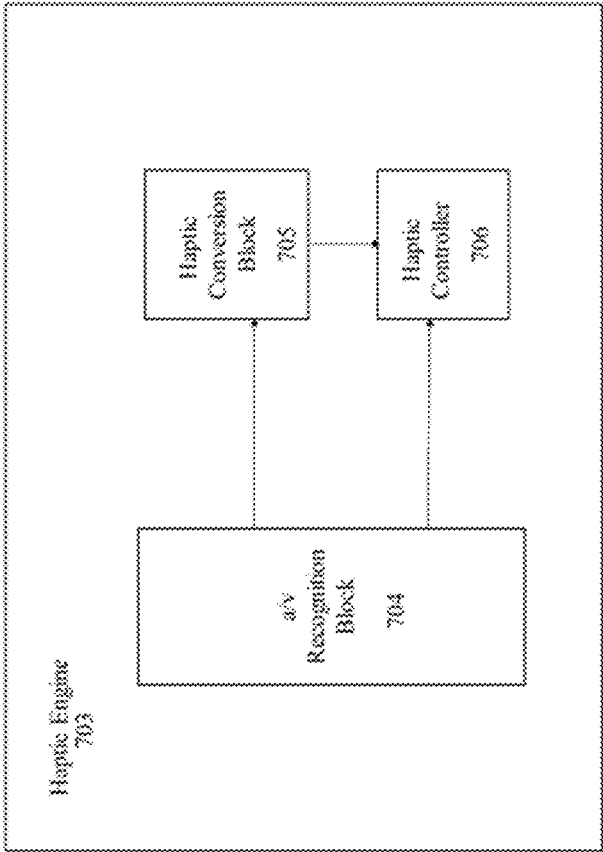 Haptic Engine
703
a/v
Recognition
Block
704
Haptic
Conversion
Block
705
Haptic
Controller
706